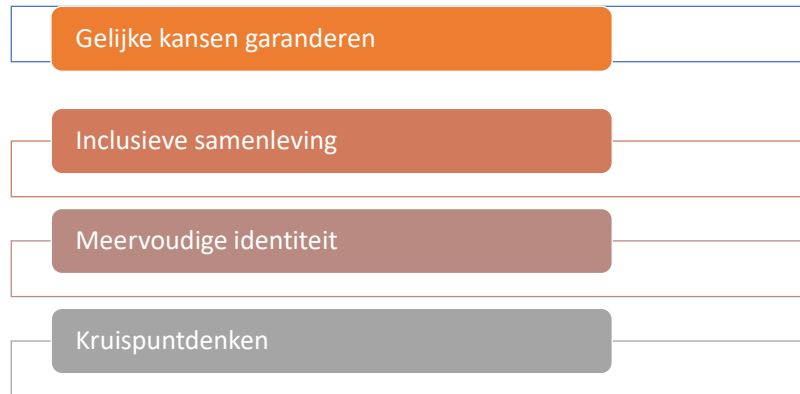 Gelijke kansen garanderen
Inclusieve samenleving
Meervoudige identiteit
Kruispuntdenken